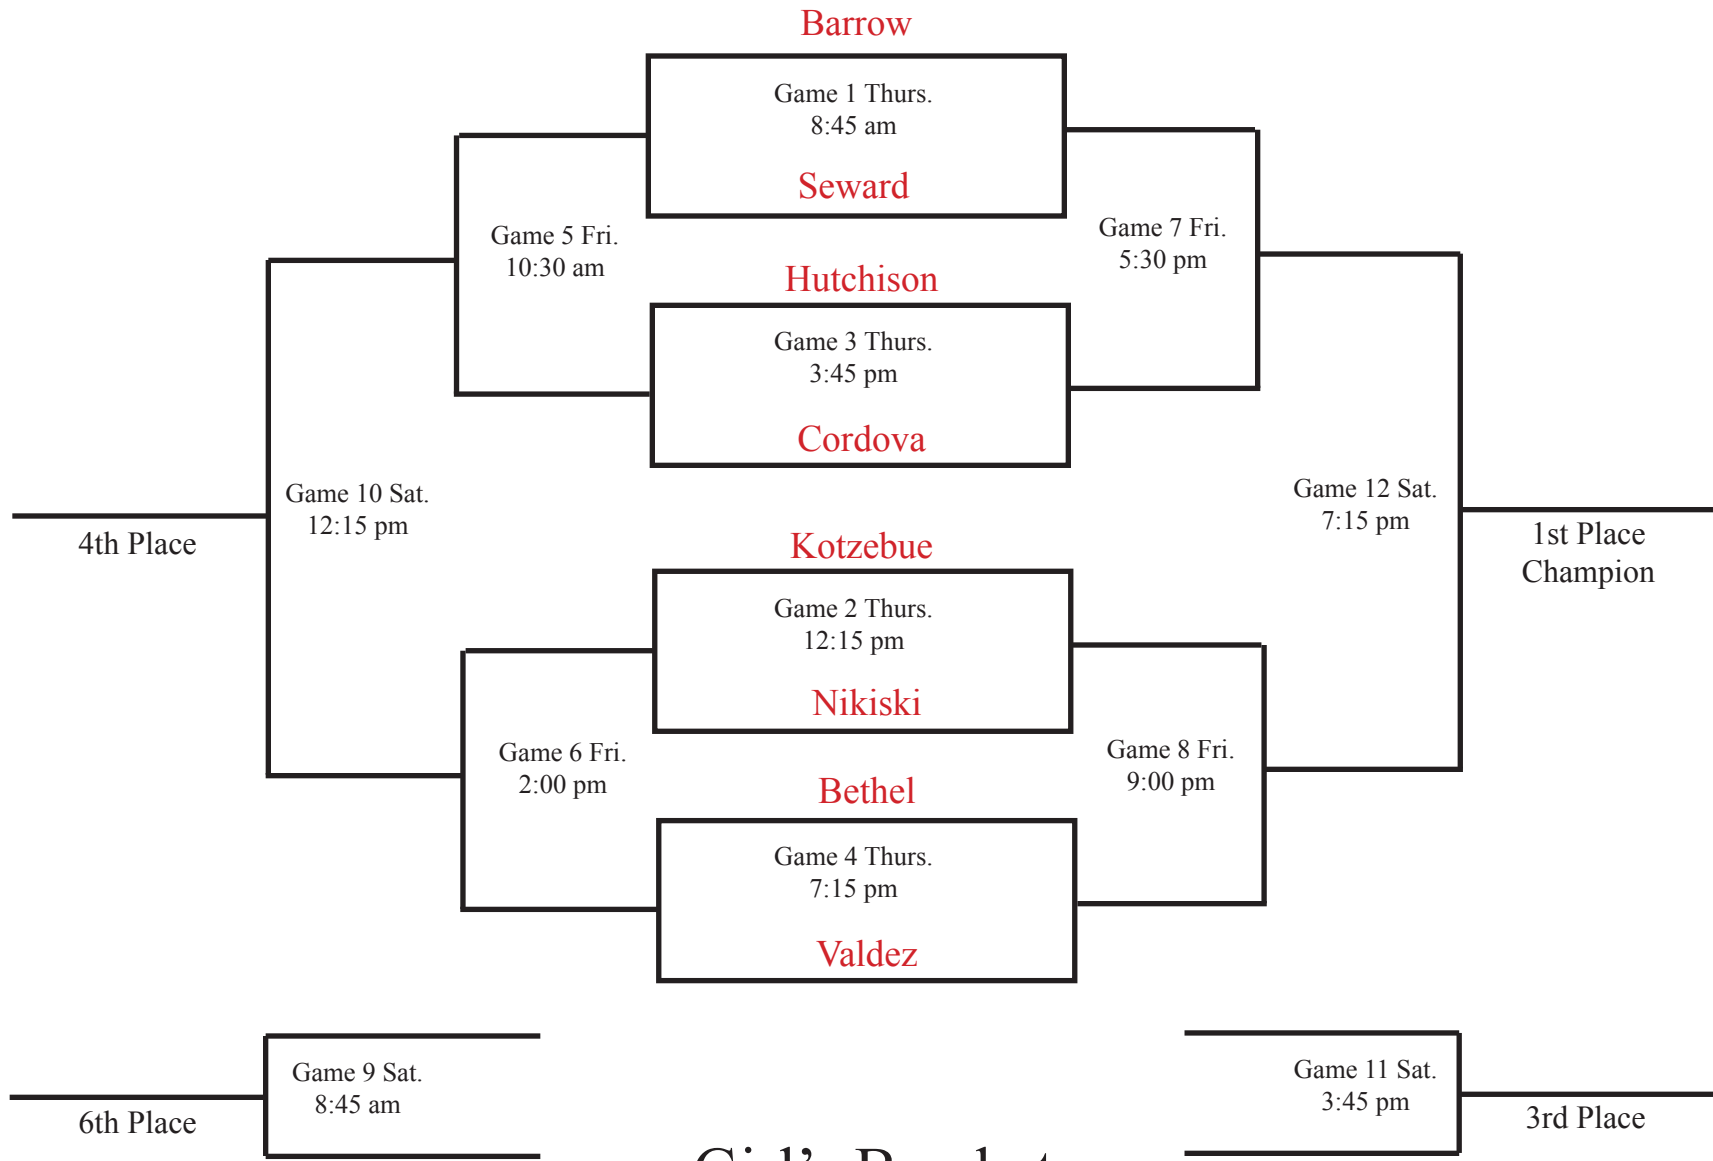 Barrow
Game 1 Thurs.
8:45 am
Seward
Game 5 Fri.
10:30 am
Game 7 Fri.
5:30 pm
Hutchison
Game 3 Thurs.
3:45 pm
Cordova
Game 10 Sat.
12:15 pm
4th Place
Game 12 Sat.
7:15 pm
1st Place
Champion
Kotzebue
Game 2 Thurs.
12:15 pm
Nikiski
Game 6 Fri.
2:00 pm
Game 8 Fri.
9:00 pm
Bethel
Game 4 Thurs.
7:15 pm
Valdez
Game 9 Sat.
8:45 am
6th Place
Game 11 Sat.
3:45 pm
3rd Place